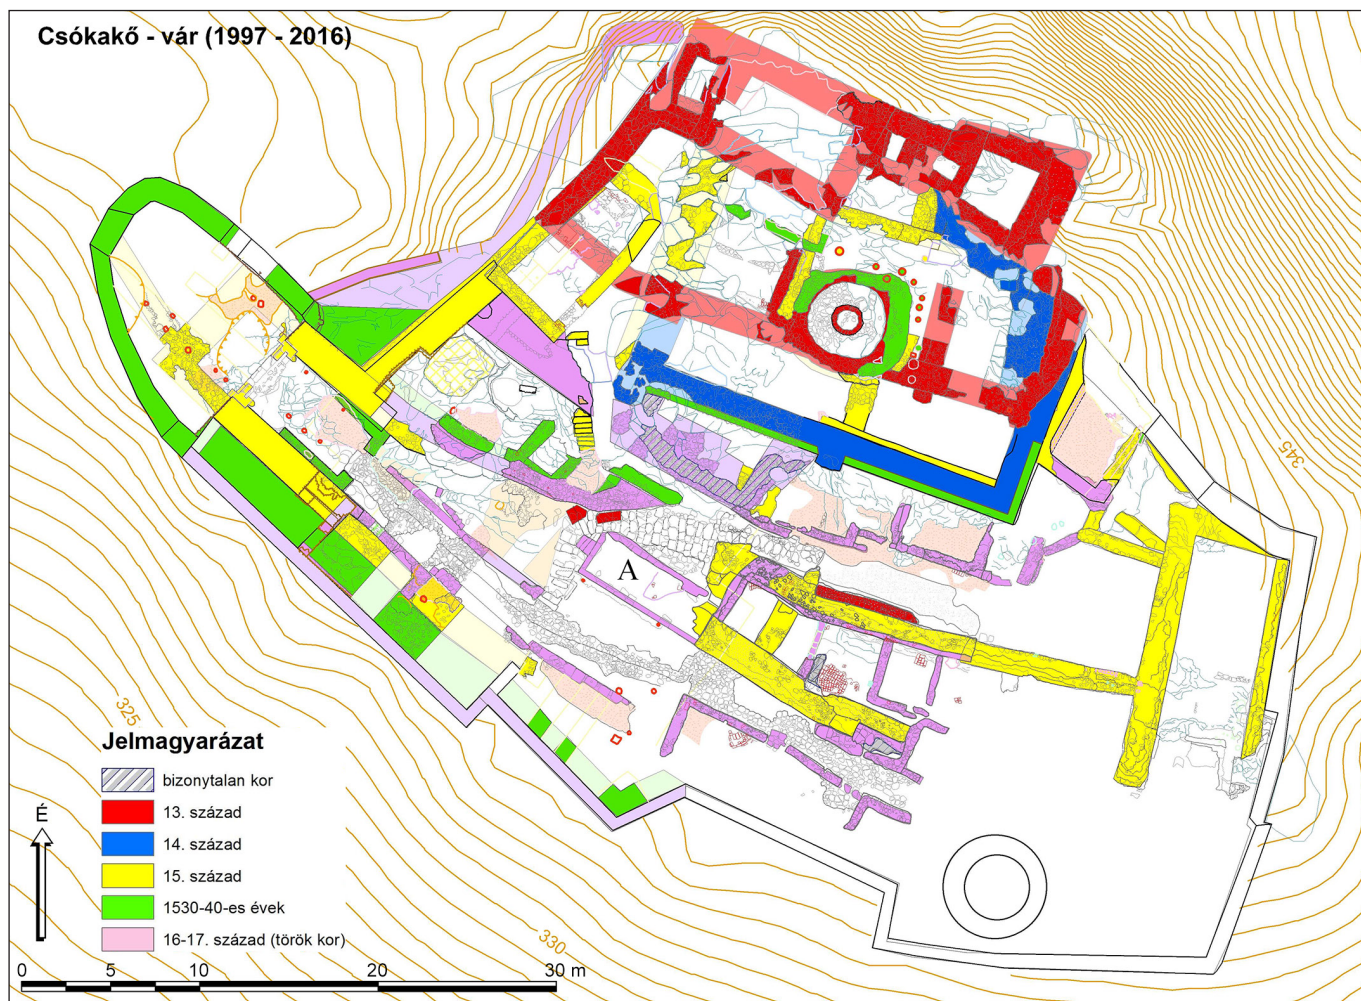 Csókakő - vár (1997 - 2016)
345
A
325
Jelmagyarázat
bizonytalan kor
13. század
14. század
15. század
1530-40-es évek
16-17. század (török kor)
É
330
0 5 10 20 30 m